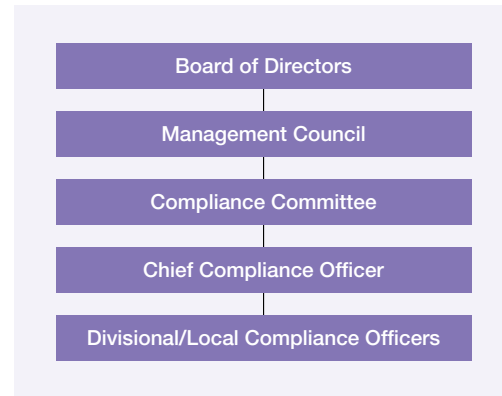 Board of Directors
Management Council
Compliance Committee
Chief Compliance Officer
Divisional/Local Compliance Officers